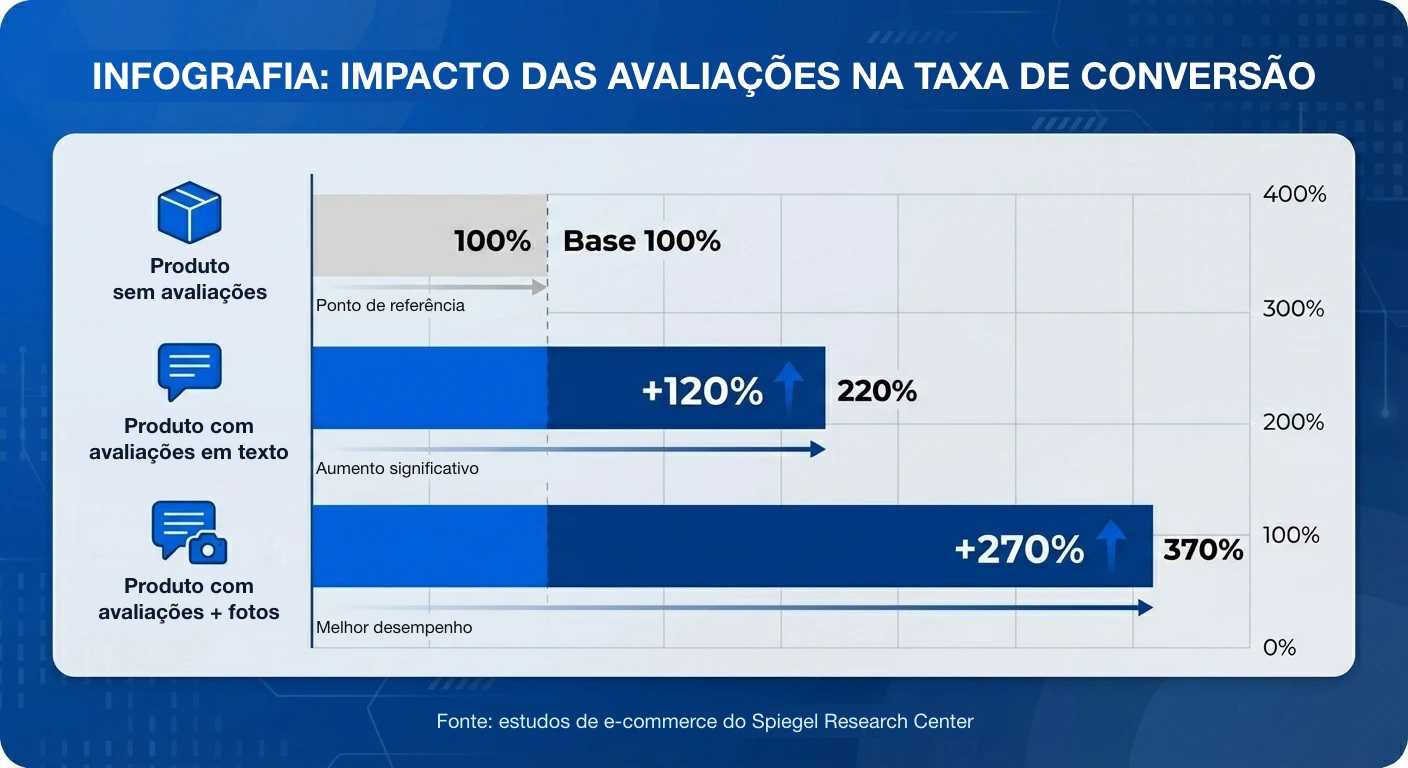 INFOGRAFIA: IMPACTO DAS AVALIAÇÕES NA TAXA DE CONVERSÃO
Produto
sem avaliações
100%
Base 100%
Ponto de referência
Produto com
avaliações em texto
+120%
220%
Aumento significativo
Produto com
avaliações + fotos
+270%
370%
Melhor desempenho
400%
300%
200%
100%
0%
Fonte: estudos de e-commerce do Spiegel Research Center